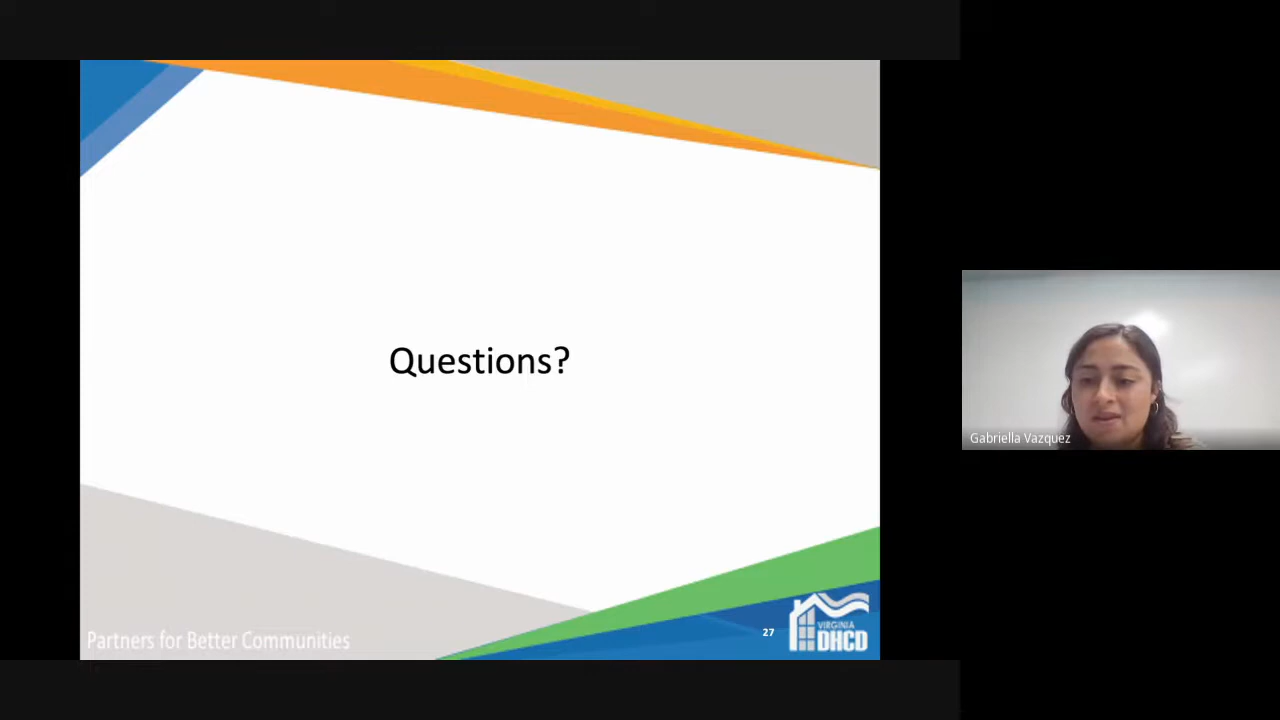 Questions?
Gabriella Vazquez
Partners for Better Communities
27
VIRGINIA
DHCD